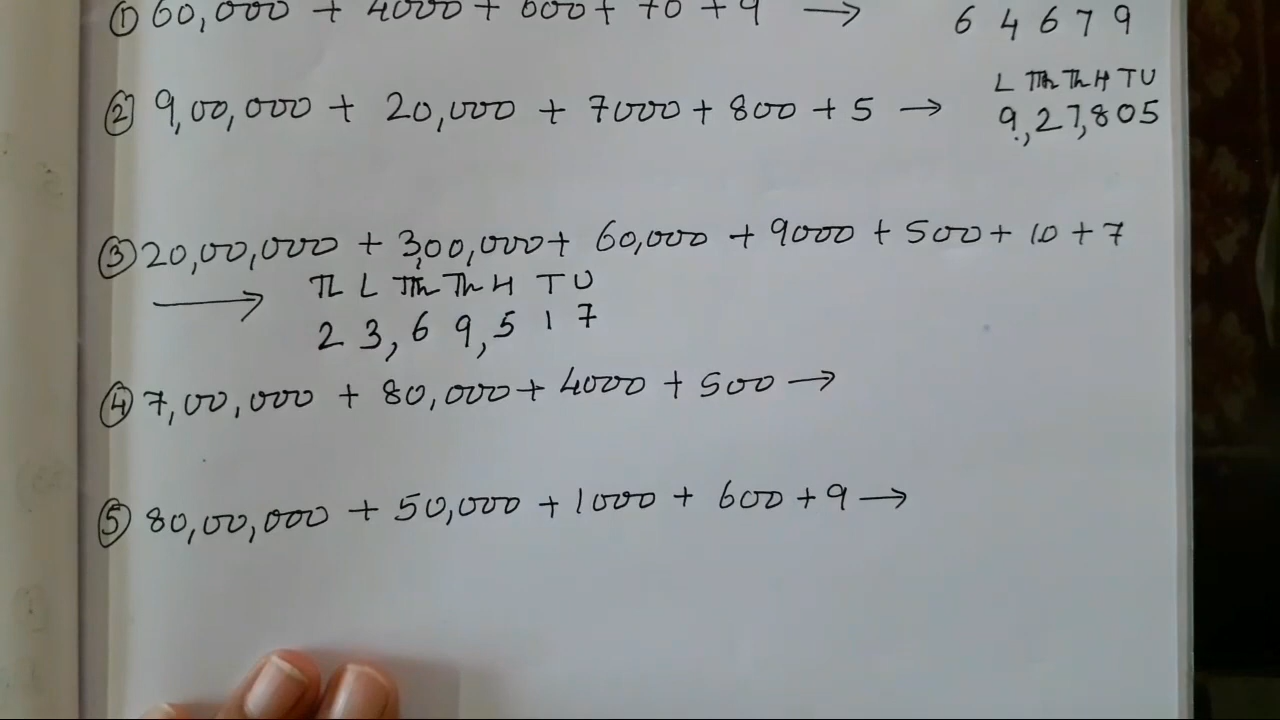 ① 60,000 + 4000 + 600 + 70 + 9 → 6 4 6 7 9
L TTh Th H T U
② 9,00,000 + 20,000 + 7000 + 800 + 5 → 9,27,805
③ 20,00,000 + 3,00,000 + 60,000 + 9000 + 500 + 10 + 7
→ TL L TTh Th H T U
2 3, 6 9, 5 1 7
④ 7,00,000 + 80,000 + 4000 + 500 →
⑤ 80,00,000 + 50,000 + 1000 + 600 + 9 →